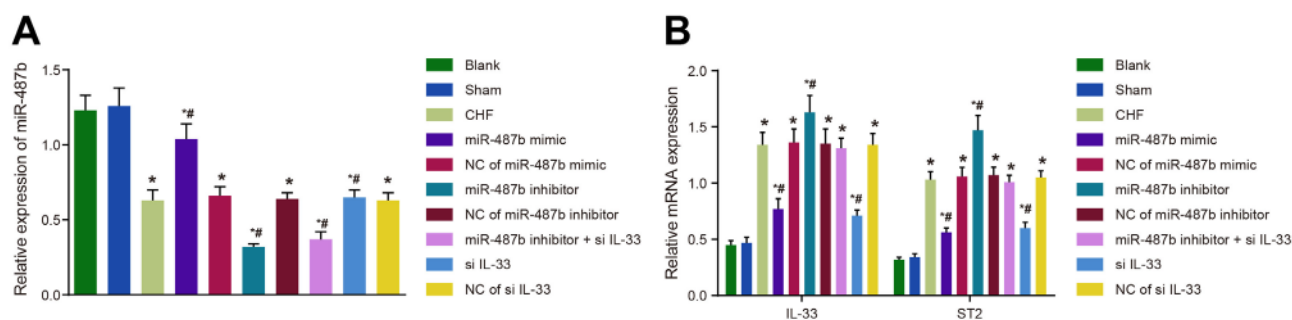 A
Relative expression of miR-487b
1.5
1.0
0.5
0.0
*
*#
*
*#
*
*#
*#
*
Blank
Sham
CHF
miR-487b mimic
NC of miR-487b mimic
miR-487b inhibitor
NC of miR-487b inhibitor
miR-487b inhibitor + si IL-33
si IL-33
NC of si IL-33
B
Relative mRNA expression
2.0
1.5
1.0
0.5
0.0
*
*#
*
*#
*
*
*#
*
*
*#
*
*#
*
*
*#
*
IL-33
ST2
Blank
Sham
CHF
miR-487b mimic
NC of miR-487b mimic
miR-487b inhibitor
NC of miR-487b inhibitor
miR-487b inhibitor + si IL-33
si IL-33
NC of si IL-33